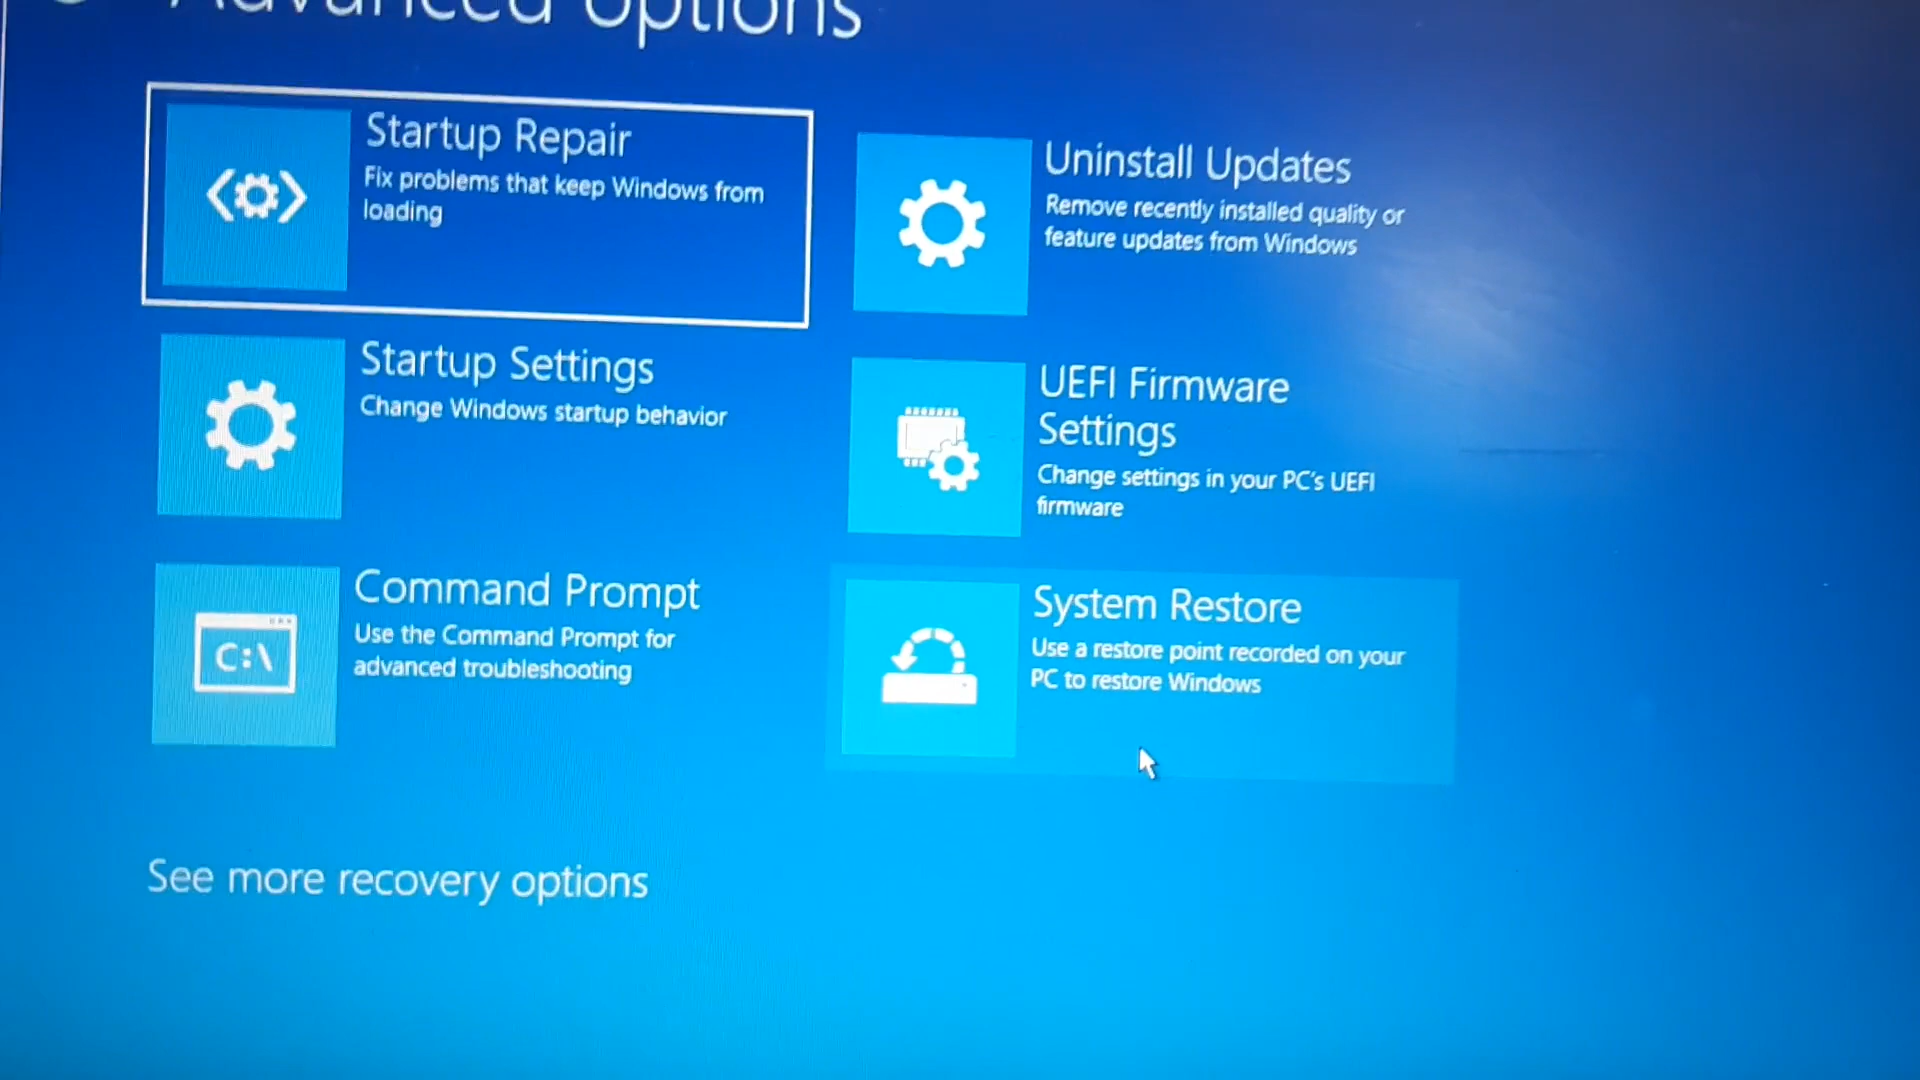 Advanced options
Startup Repair
Fix problems that keep Windows from
loading
Uninstall Updates
Remove recently installed quality or
feature updates from Windows
Startup Settings
Change Windows startup behavior
UEFI Firmware
Settings
Change settings in your PC's UEFI
firmware
Command Prompt
Use the Command Prompt for
advanced troubleshooting
C:\
System Restore
Use a restore point recorded on your
PC to restore Windows
See more recovery options